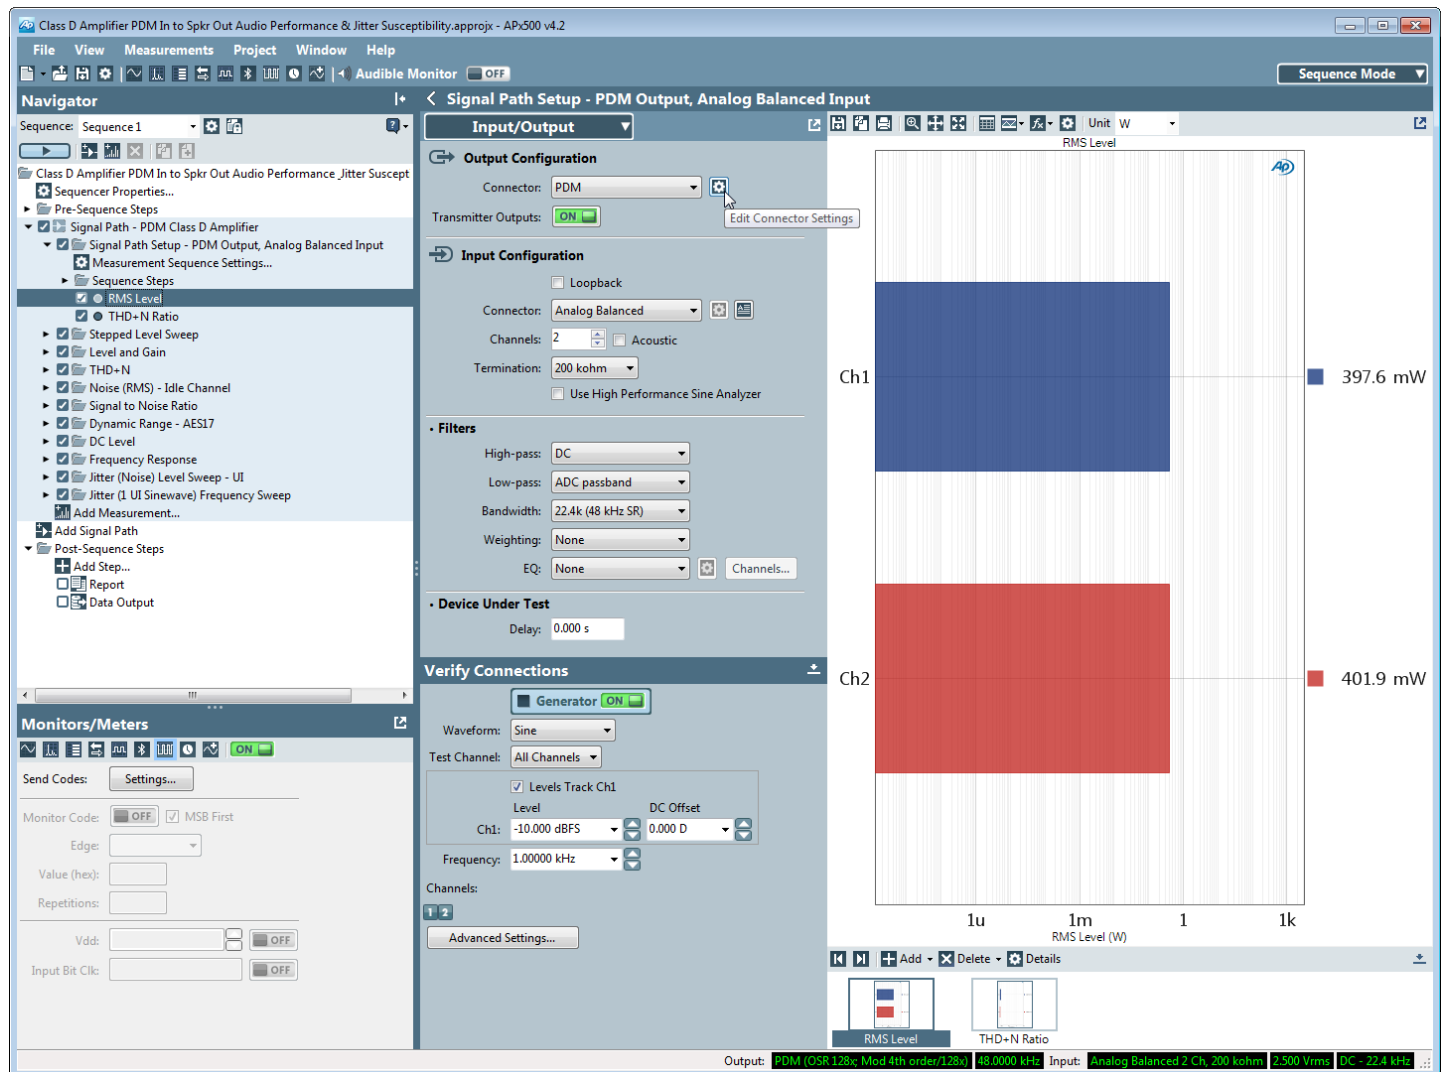 Class D Amplifier PDM In to Spkr Out Audio Performance & Jitter Susceptibility.approjx - APx500 v4.2
File View Measurements Project Window Help
Audible Monitor OFF
Sequence Mode
Navigator
Sequence: Sequence 1
Class D Amplifier PDM In to Spkr Out Audio Performance _Jitter Suscept
Sequencer Properties...
Pre-Sequence Steps
Signal Path - PDM Class D Amplifier
Signal Path Setup - PDM Output, Analog Balanced Input
Measurement Sequence Settings...
Sequence Steps
RMS Level
THD+N Ratio
Stepped Level Sweep
Level and Gain
THD+N
Noise (RMS) - Idle Channel
Signal to Noise Ratio
Dynamic Range - AES17
DC Level
Frequency Response
Jitter (Noise) Level Sweep - UI
Jitter (1 UI Sinewave) Frequency Sweep
Add Measurement...
Add Signal Path
Post-Sequence Steps
Add Step...
Report
Data Output
Monitors/Meters
ON
Send Codes: Settings...
Monitor Code: OFF MSB First
Edge:
Value (hex):
Repetitions:
Vdd: OFF
Input Bit Clk: OFF
Signal Path Setup - PDM Output, Analog Balanced Input
Input/Output
Output Configuration
Connector: PDM
Transmitter Outputs: ON
Edit Connector Settings
Input Configuration
Loopback
Connector: Analog Balanced
Channels: 2 Acoustic
Termination: 200 kohm
Use High Performance Sine Analyzer
Filters
High-pass: DC
Low-pass: ADC passband
Bandwidth: 22.4k (48 kHz SR)
Weighting: None
EQ: None Channels...
Device Under Test
Delay: 0.000 s
Verify Connections
Generator ON
Waveform: Sine
Test Channel: All Channels
Levels Track Ch1
Level DC Offset
Ch1: -10.000 dBFS 0.000 D
Frequency: 1.00000 kHz
Channels:
1 2
Advanced Settings...
Unit W
RMS Level
AP
Ch1 397.6 mW
Ch2 401.9 mW
1u 1m 1 1k
RMS Level (W)
Add Delete Details
RMS Level THD+N Ratio
Output: PDM (OSR 128x; Mod 4th order/128x) 48.0000 kHz Input: Analog Balanced 2 Ch, 200 kohm 2.500 Vrms DC - 22.4 kHz